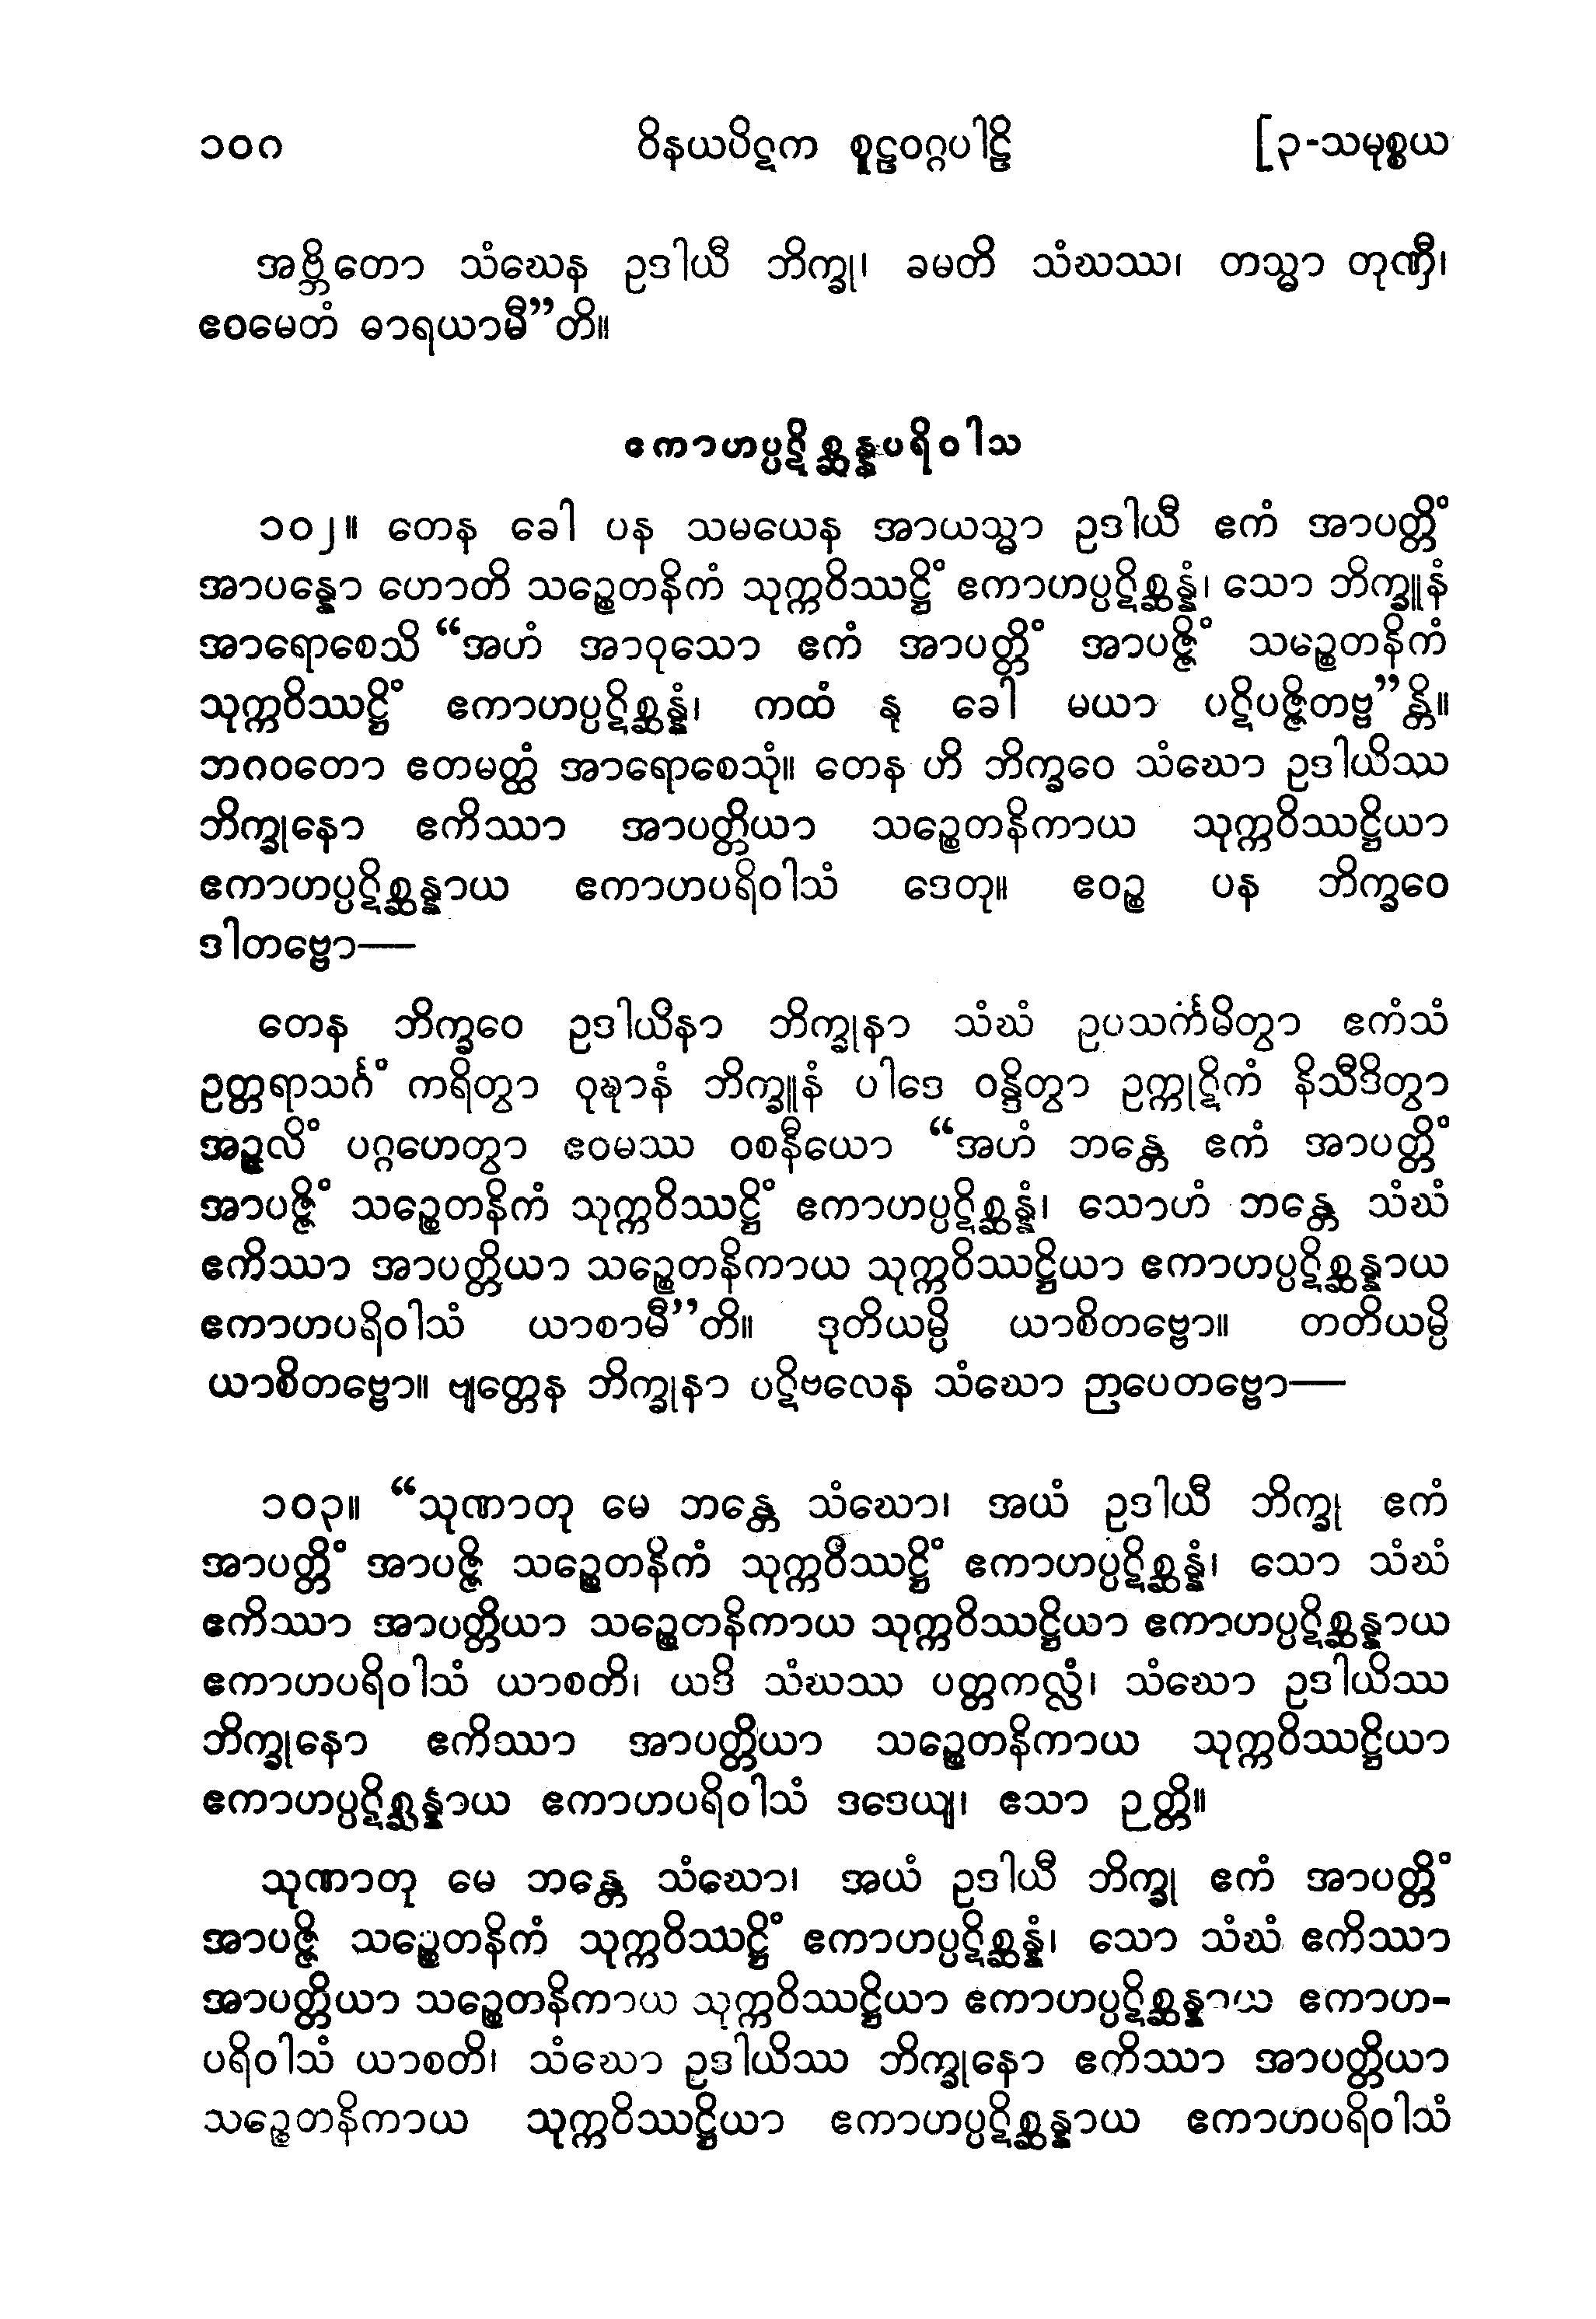 ၁၀၈ ဝိနယပိဋက စူဠဝဂ္ဂပါဠိ [၃-သမုစ္စယ
အဗ္ဘိတော သံဃေန ဥဒါယီ ဘိက္ခု၊ ခမတိ သံဃဿ၊ တသ္မာ တုဏှီ၊
ဧဝမေတံ ဓာရယာမီ”တိ။
ဧကာဟပ္ပဋိစ္ဆန္နပရိဝါသ
၁၀၂။ တေန ခေါ ပန သမယေန အာယသ္မာ ဥဒါယီ ဧကံ အာပတ္တိံ
အာပန္နော ဟောတိ သဉ္စေတနိကံ သုက္ကဝိဿဋ္ဌိံ ဧကာဟပ္ပဋိစ္ဆန္နံ၊ သော ဘိက္ခူနံ
အာရောစေသိ “အဟံ အာဝုသော ဧကံ အာပတ္တိံ အာပဇ္ဇိံ သဉ္စေတနိကံ
သုက္ကဝိဿဋ္ဌိံ ဧကာဟပ္ပဋိစ္ဆန္နံ၊ ကထံ နု ခေါ မယာ ပဋိပဇ္ဇိတဗ္ဗ”န္တိ။
ဘဂဝတော ဧတမတ္ထံ အာရောစေသုံ။ တေန ဟိ ဘိက္ခဝေ သံဃော ဥဒါယိဿ
ဘိက္ခုနော ဧကိဿာ အာပတ္တိယာ သဉ္စေတနိကာယ သုက္ကဝိဿဋ္ဌိယာ
ဧကာဟပ္ပဋိစ္ဆန္နာယ ဧကာဟပရိဝါသံ ဒေတု။ ဧဝဉ္စ ပန ဘိက္ခဝေ
ဒါတဗ္ဗော—
တေန ဘိက္ခဝေ ဥဒါယိနာ ဘိက္ခုနာ သံဃံ ဥပသင်္ကမိတွာ ဧကံသံ
ဥတ္တရာသင်္ဂံ ကရိတွာ ဝုဍ္ဎာနံ ဘိက္ခူနံ ပါဒေ ဝန္ဒိတွာ ဥက္ကုဋိကံ နိသီဒိတွာ
အဉ္ဇလိံ ပဂ္ဂဟေတွာ ဧဝမဿ ဝစနီယော “အဟံ ဘန္တေ ဧကံ အာပတ္တိံ
အာပဇ္ဇိံ သဉ္စေတနိကံ သုက္ကဝိဿဋ္ဌိံ ဧကာဟပ္ပဋိစ္ဆန္နံ၊ သောဟံ ဘန္တေ သံဃံ
ဧကိဿာ အာပတ္တိယာ သဉ္စေတနိကာယ သုက္ကဝိဿဋ္ဌိယာ ဧကာဟပ္ပဋိစ္ဆန္နာယ
ဧကာဟပရိဝါသံ ယာစာမီ”တိ။ ဒုတိယမ္ပိ ယာစိတဗ္ဗော။ တတိယမ္ပိ
ယာစိတဗ္ဗော။ ဗျတ္တေန ဘိက္ခုနာ ပဋိဗလေန သံဃော ဉာပေတဗ္ဗော—
၁၀၃။ “သုဏာတု မေ ဘန္တေ သံဃော၊ အယံ ဥဒါယီ ဘိက္ခု ဧကံ
အာပတ္တိံ အာပဇ္ဇိ သဉ္စေတနိကံ သုက္ကဝိဿဋ္ဌိံ ဧကာဟပ္ပဋိစ္ဆန္နံ၊ သော သံဃံ
ဧကိဿာ အာပတ္တိယာ သဉ္စေတနိကာယ သုက္ကဝိဿဋ္ဌိယာ ဧကာဟပ္ပဋိစ္ဆန္နာယ
ဧကာဟပရိဝါသံ ယာစတိ၊ ယဒိ သံဃဿ ပတ္တကလ္လံ၊ သံဃော ဥဒါယိဿ
ဘိက္ခုနော ဧကိဿာ အာပတ္တိယာ သဉ္စေတနိကာယ သုက္ကဝိဿဋ္ဌိယာ
ဧကာဟပ္ပဋိစ္ဆန္နာယ ဧကာဟပရိဝါသံ ဒဒေယျ၊ ဧသာ ဉတ္တိ။
သုဏာတု မေ ဘန္တေ သံဃော၊ အယံ ဥဒါယီ ဘိက္ခု ဧကံ အာပတ္တိံ
အာပဇ္ဇိ သဉ္စေတနိကံ သုက္ကဝိဿဋ္ဌိံ ဧကာဟပ္ပဋိစ္ဆန္နံ၊ သော သံဃံ ဧကိဿာ
အာပတ္တိယာ သဉ္စေတနိကာယ သုက္ကဝိဿဋ္ဌိယာ ဧကာဟပ္ပဋိစ္ဆန္နာယ ဧကာဟ-
ပရိဝါသံ ယာစတိ၊ သံဃော ဥဒါယိဿ ဘိက္ခုနော ဧကိဿာ အာပတ္တိယာ
သဉ္စေတနိကာယ သုက္ကဝိဿဋ္ဌိယာ ဧကာဟပ္ပဋိစ္ဆန္နာယ ဧကာဟပရိဝါသံ